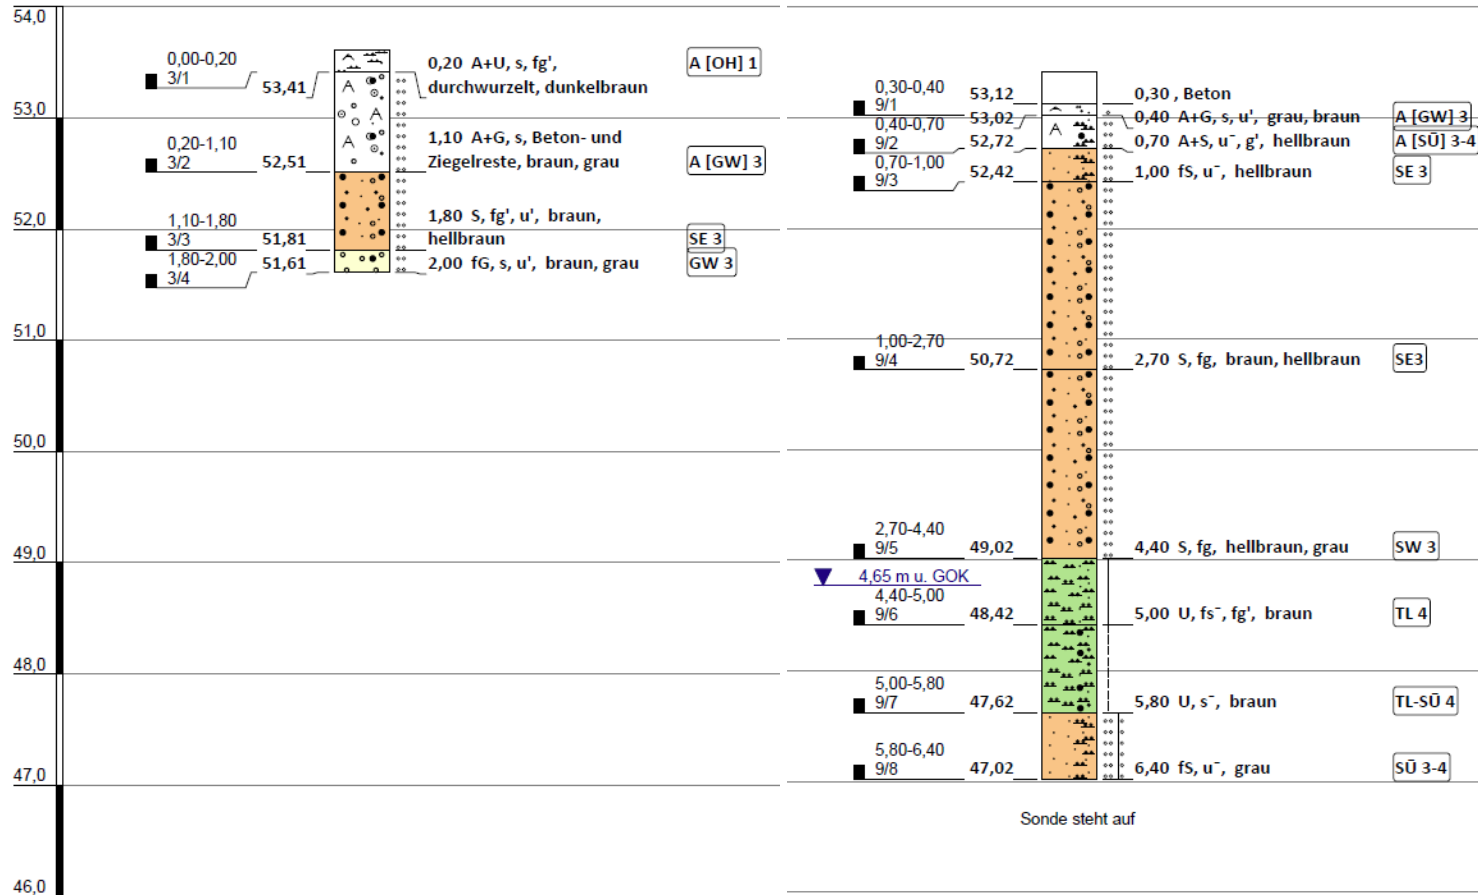 54,0
53,0
52,0
51,0
50,0
49,0
48,0
47,0
46,0
0,00-0,20
3/1
53,41
0,20 A+U, s, fg',
durchwurzelt, dunkelbraun
A [OH] 1
0,20-1,10
3/2
52,51
1,10 A+G, s, Beton- und
Ziegelreste, braun, grau
A [GW] 3
1,10-1,80
3/3
51,81
1,80 S, fg', u', braun,
hellbraun
SE 3
1,80-2,00
3/4
51,61
2,00 fG, s, u', braun, grau
GW 3
53,12
0,30 , Beton
0,30-0,40
9/1
53,02
0,40 A+G, s, u', grau, braun
A [GW] 3
0,40-0,70
9/2
52,72
0,70 A+S, u¯, g', hellbraun
A [SŪ] 3-4
0,70-1,00
9/3
52,42
1,00 fS, u¯, hellbraun
SE 3
1,00-2,70
9/4
50,72
2,70 S, fg, braun, hellbraun
SE3
2,70-4,40
9/5
49,02
4,40 S, fg, hellbraun, grau
SW 3
4,65 m u. GOK
4,40-5,00
9/6
48,42
5,00 U, fs¯, fg', braun
TL 4
5,00-5,80
9/7
47,62
5,80 U, s¯, braun
TL-SŪ 4
5,80-6,40
9/8
47,02
6,40 fS, u¯, grau
SŪ 3-4
Sonde steht auf